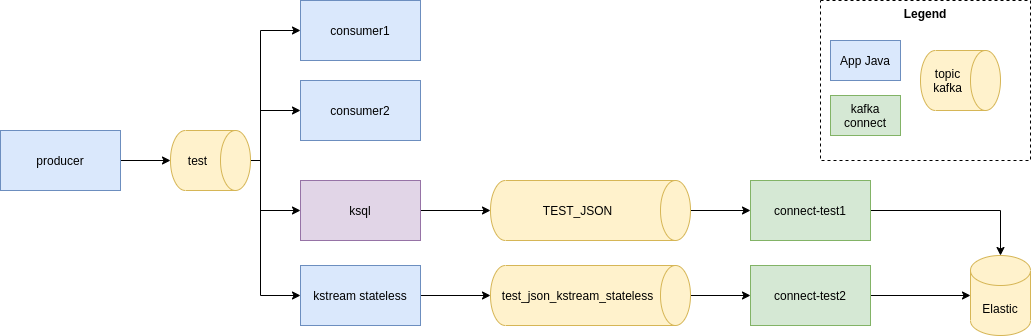 Legend
App Java
topic
kafka
kafka
connect
consumer1
consumer2
producer
test
ksql
TEST_JSON
connect-test1
kstream stateless
test_json_kstream_stateless
connect-test2
Elastic